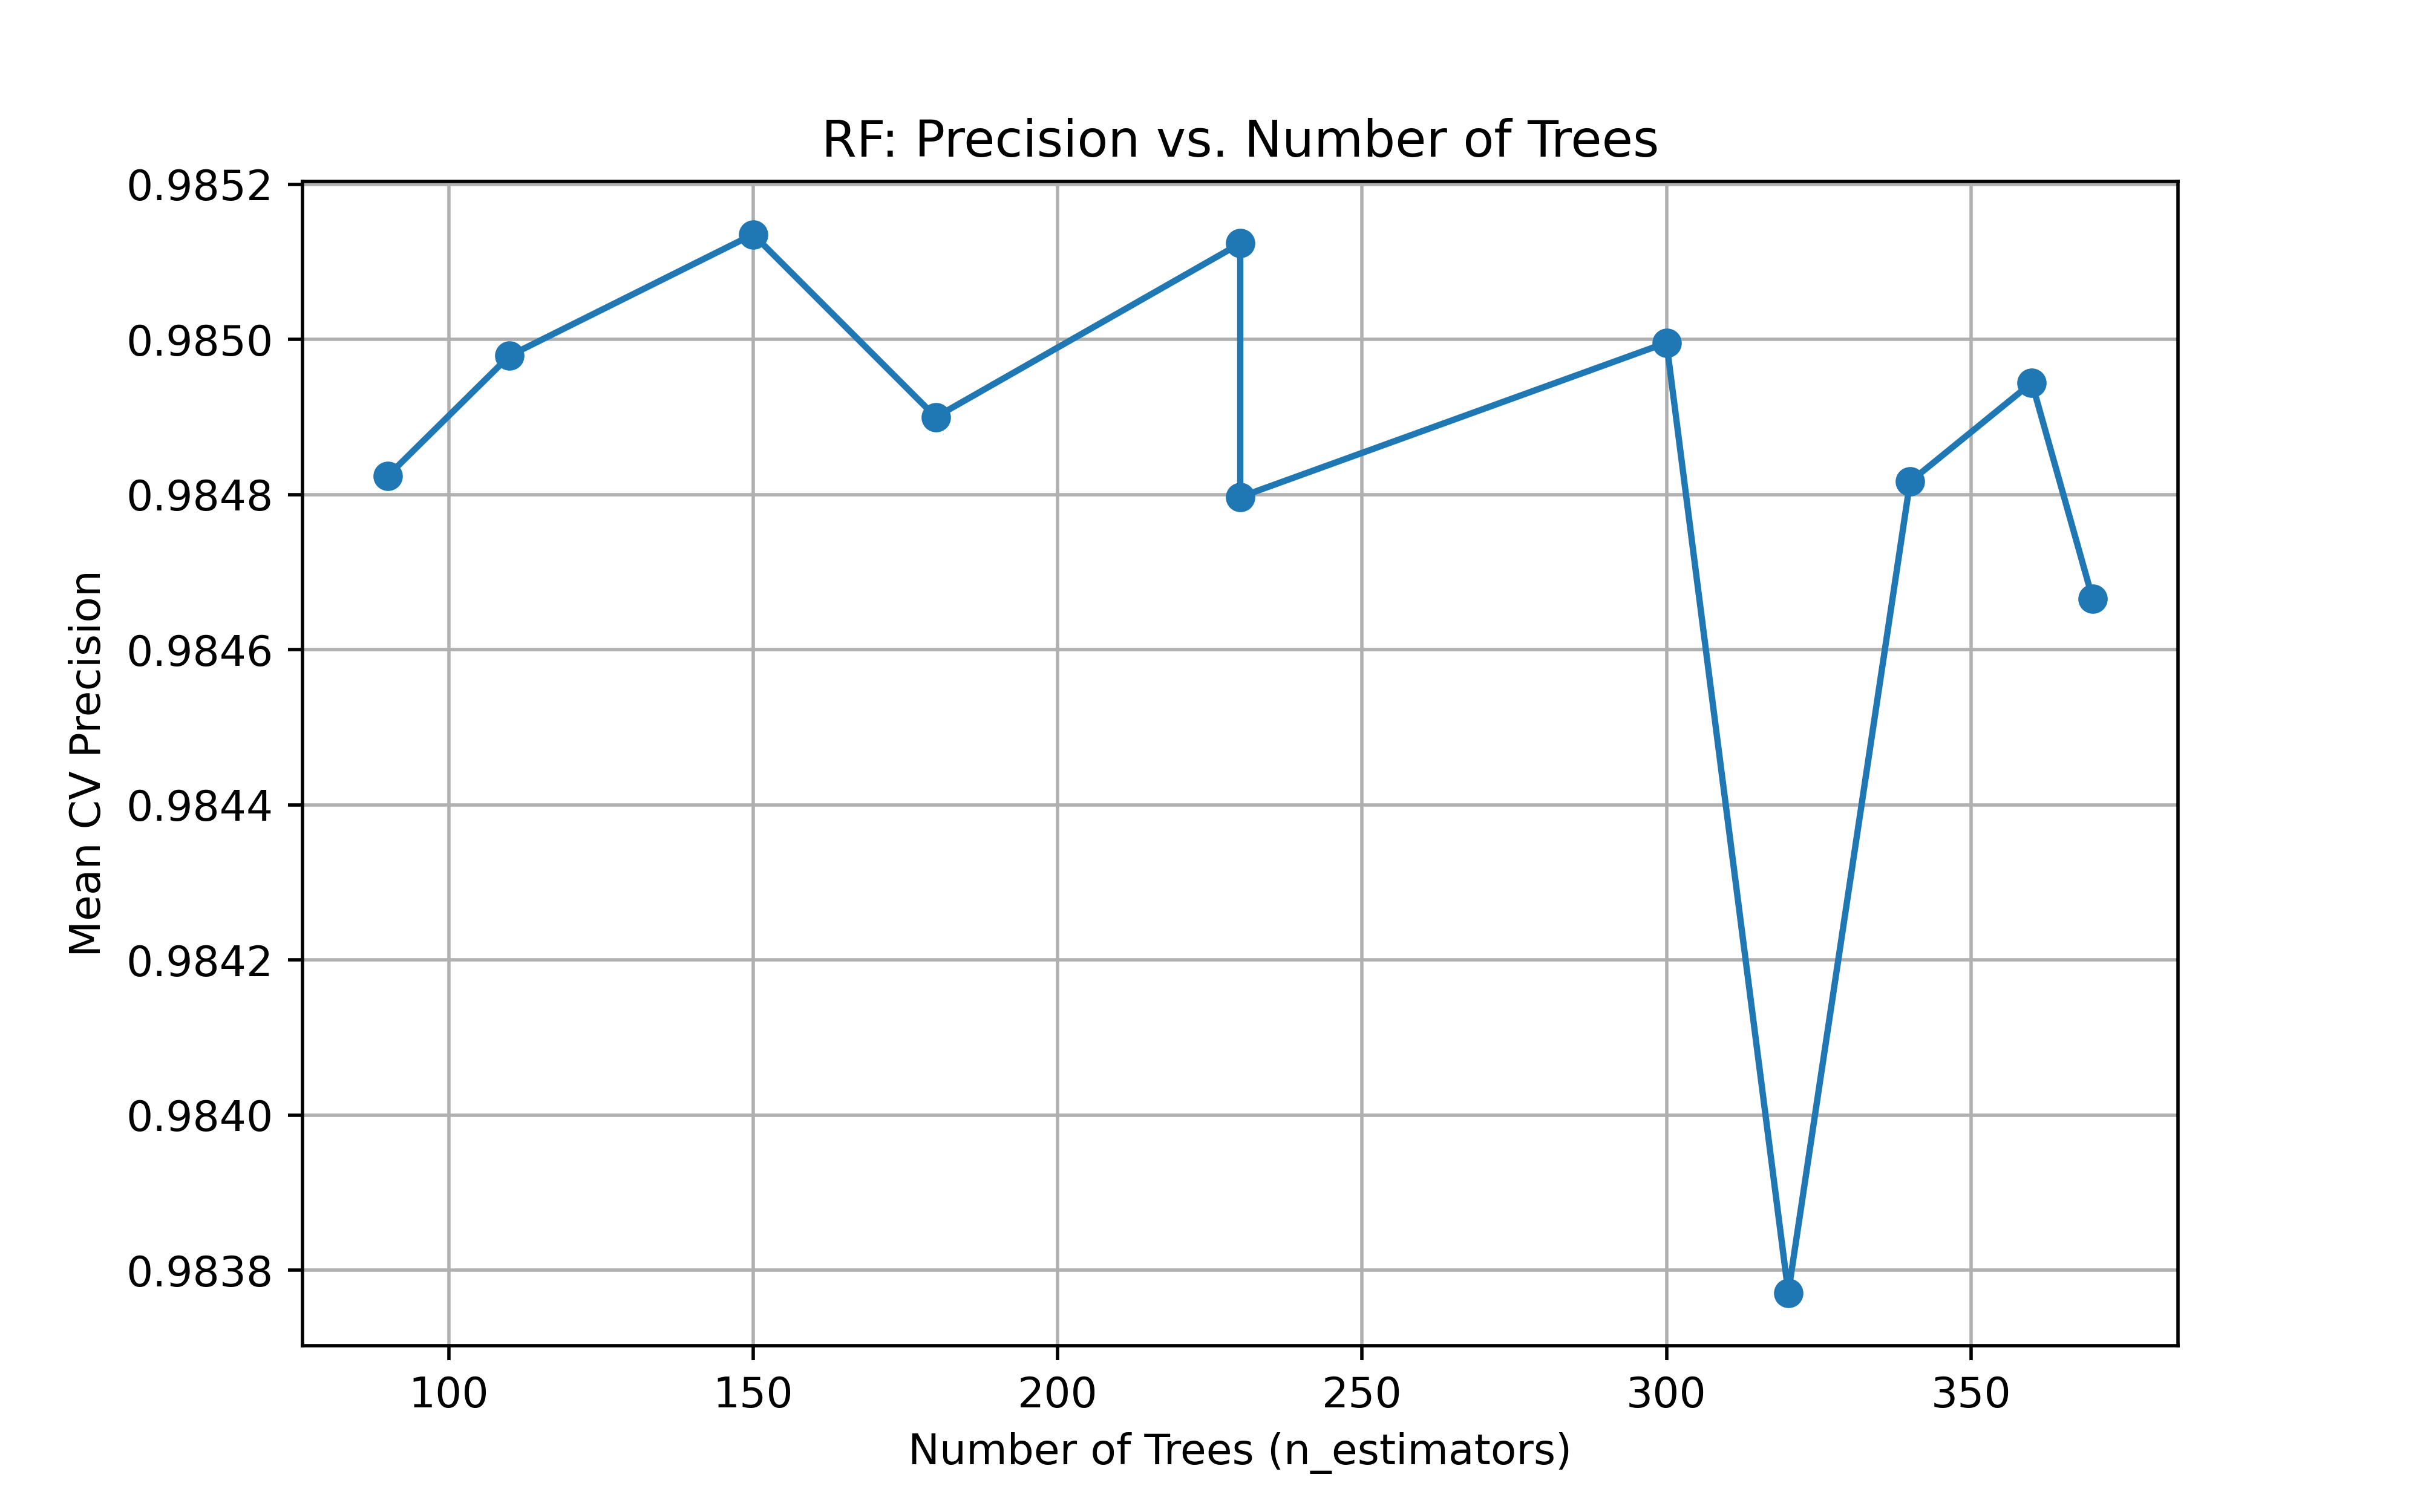 RF: Precision vs. Number of Trees
0.9852
0.9850
0.9848
0.9846
0.9844
0.9842
0.9840
0.9838
Mean CV Precision
100 150 200 250 300 350
Number of Trees (n_estimators)